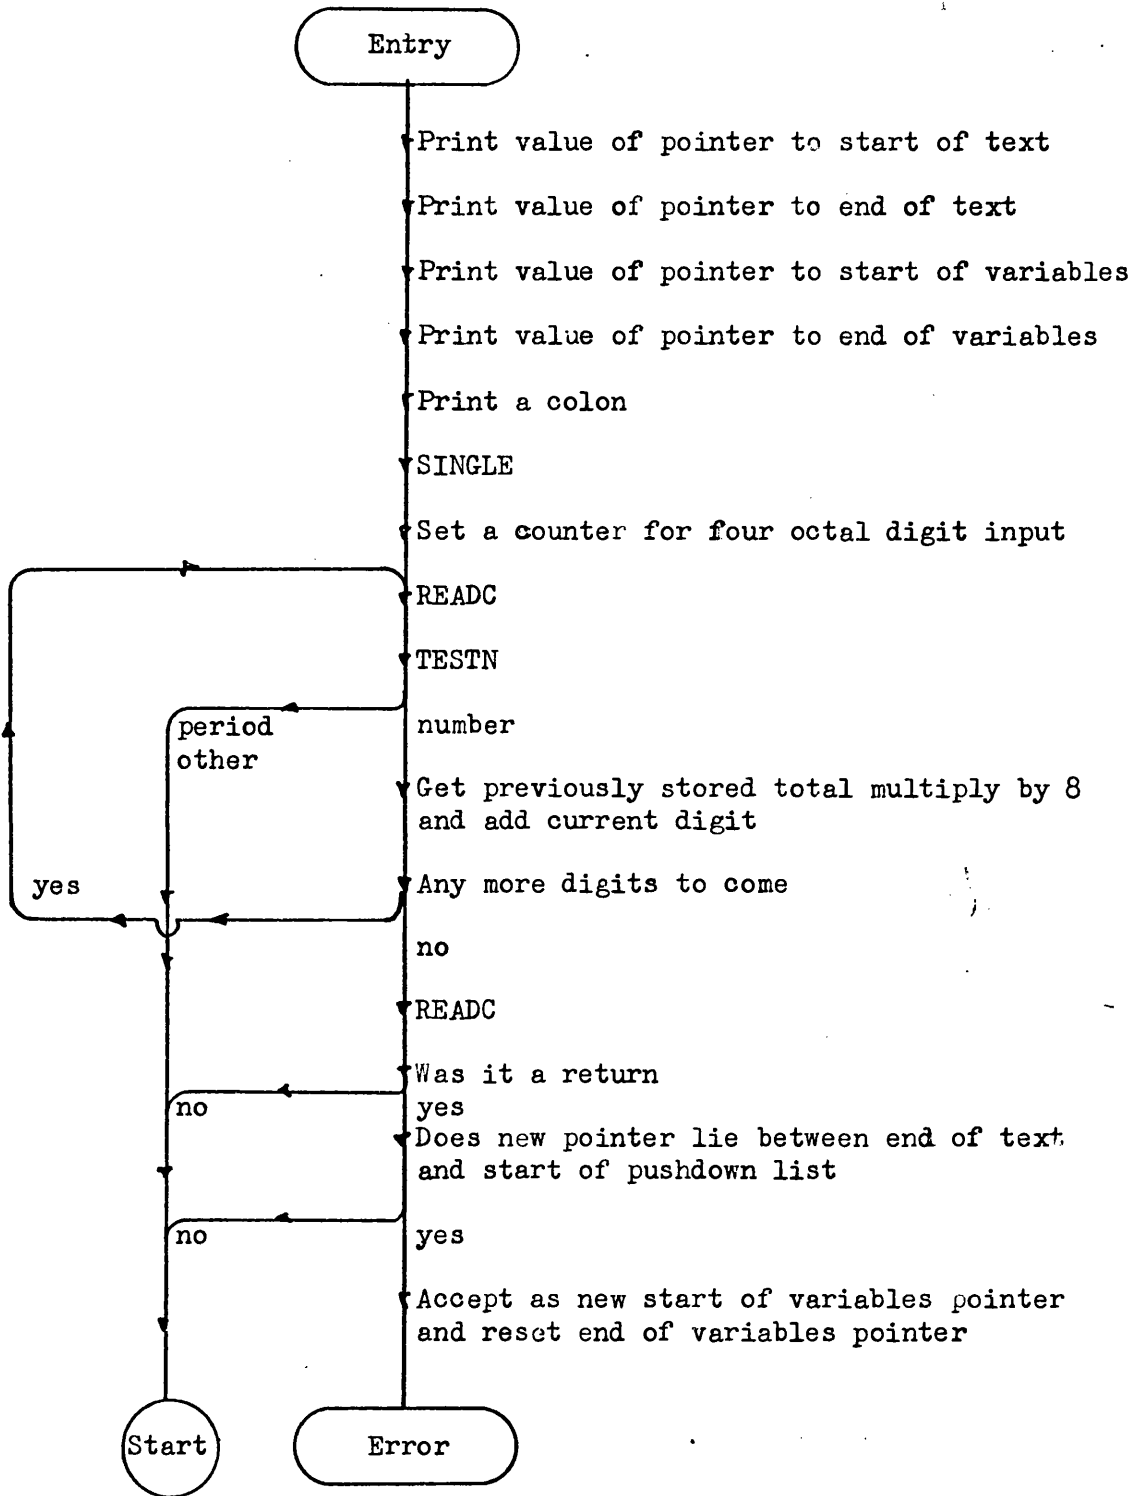 Entry
Print value of pointer to start of text
Print value of pointer to end of text
Print value of pointer to start of variables
Print value of pointer to end of variables
Print a colon
SINGLE
Set a counter for four octal digit input
READC
TESTN
period
other
number
Get previously stored total multiply by 8
and add current digit
yes
Any more digits to come
no
READC
Was it a return
no
yes
Does new pointer lie between end of text
and start of pushdown list
no
yes
Accept as new start of variables pointer
and reset end of variables pointer
Start
Error